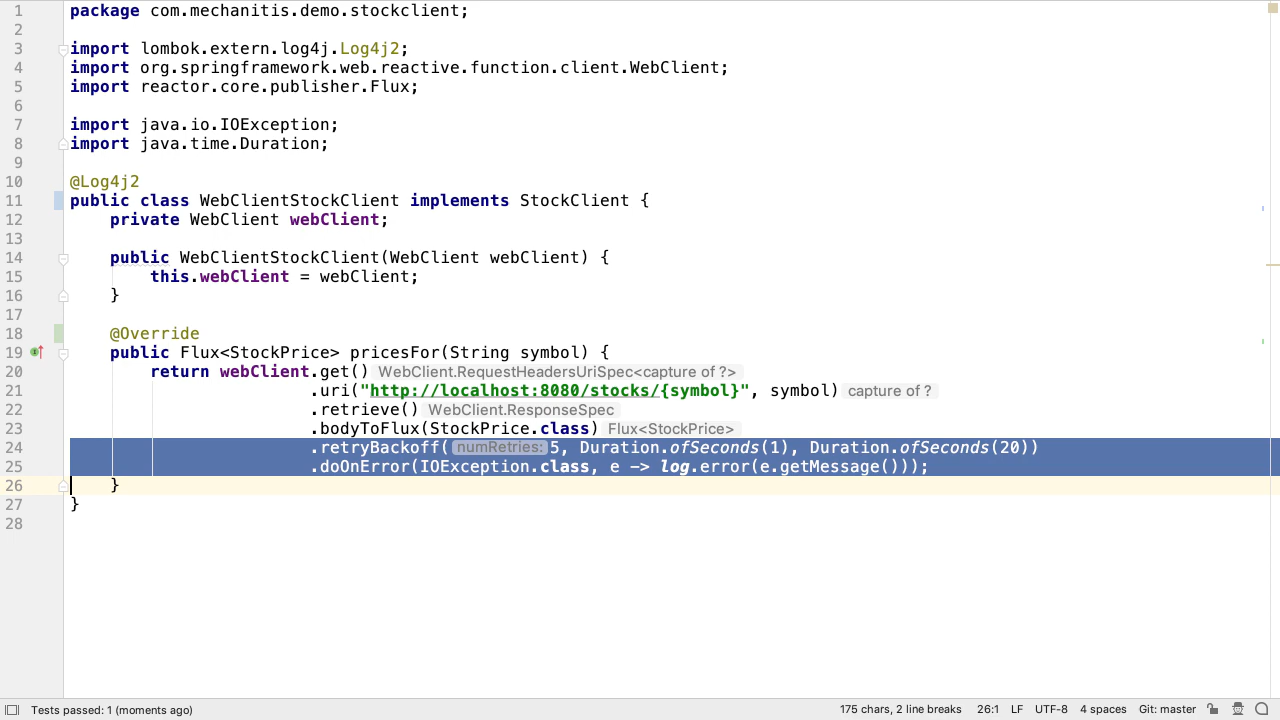 1 package com.mechanitis.demo.stockclient;
2
3 import lombok.extern.log4j.Log4j2;
4 import org.springframework.web.reactive.function.client.WebClient;
5 import reactor.core.publisher.Flux;
6
7 import java.io.IOException;
8 import java.time.Duration;
9
10 @Log4j2
11 public class WebClientStockClient implements StockClient {
12     private WebClient webClient;
13
14     public WebClientStockClient(WebClient webClient) {
15         this.webClient = webClient;
16     }
17
18     @Override
19     public Flux<StockPrice> pricesFor(String symbol) {
20         return webClient.get() WebClient.RequestHeadersUriSpec<capture of ?>
21                         .uri("http://localhost:8080/stocks/{symbol}", symbol) capture of ?
22                         .retrieve() WebClient.ResponseSpec
23                         .bodyToFlux(StockPrice.class) Flux<StockPrice>
24                         .retryBackoff( numRetries: 5, Duration.ofSeconds(1), Duration.ofSeconds(20))
25                         .doOnError(IOException.class, e -> log.error(e.getMessage()));
26     }
27 }
28
Tests passed: 1 (moments ago) 175 chars, 2 line breaks 26:1 LF UTF-8 4 spaces Git: master